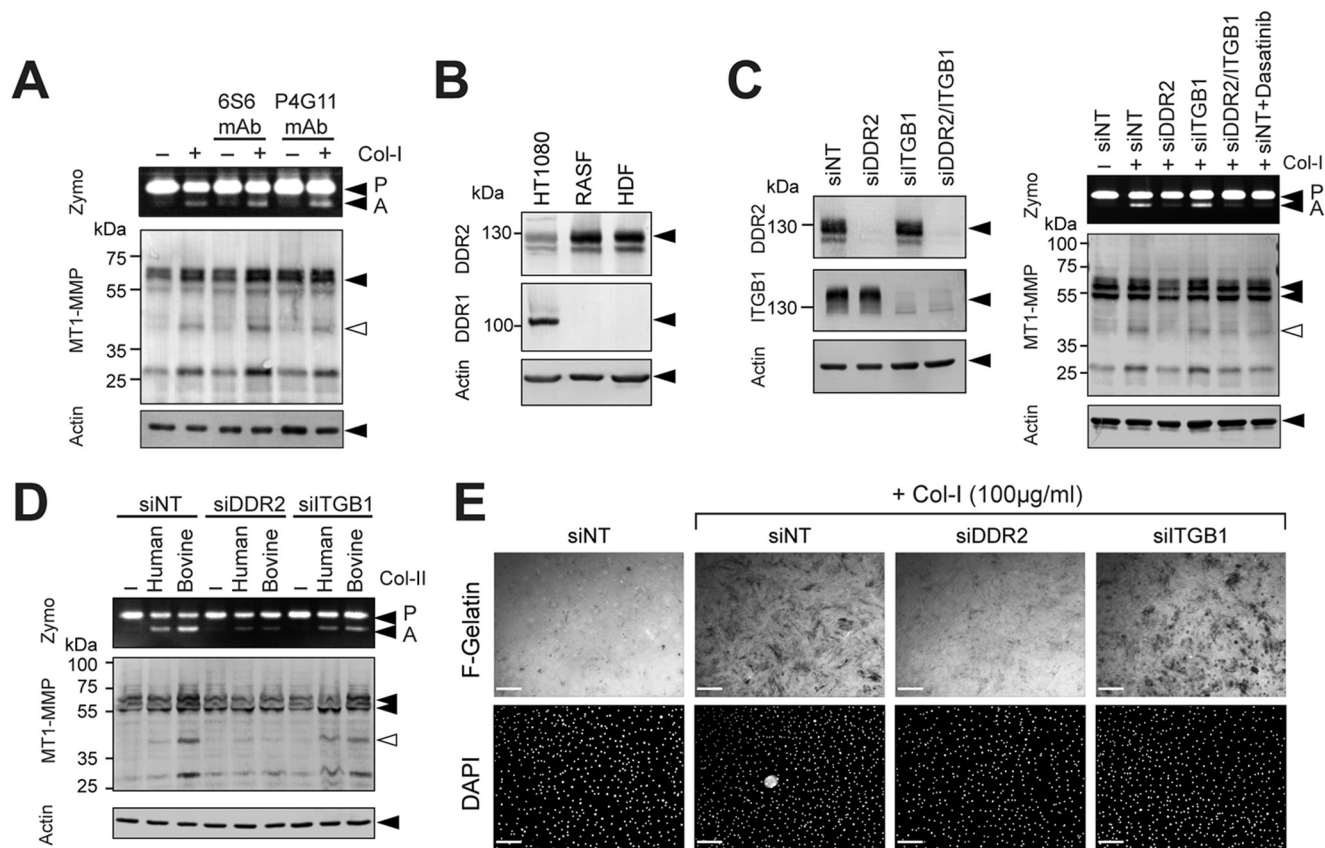 A
6S6 mAb
P4G11 mAb
– + – + – + Col-I
Zymo
P
A
kDa
75
55
35
25
MT1-MMP
Actin
B
kDa
HT1080
RASF
HDF
DDR2
130
DDR1
100
Actin
C
kDa
siNT
siDDR2
siITGB1
siDDR2/ITGB1
DDR2
130
ITGB1
130
Actin
siNT
siNT
siDDR2
siITGB1
siDDR2/ITGB1
siNT+Dasatinib
– + + + + + Col-I
Zymo
P
A
kDa
100
75
55
35
25
MT1-MMP
Actin
D
siNT siDDR2 siITGB1
– Human Bovine – Human Bovine – Human Bovine Col-II
Zymo
P
A
kDa
100
75
55
35
25
MT1-MMP
Actin
E
+ Col-I (100µg/ml)
siNT siNT siDDR2 siITGB1
F-Gelatin
DAPI